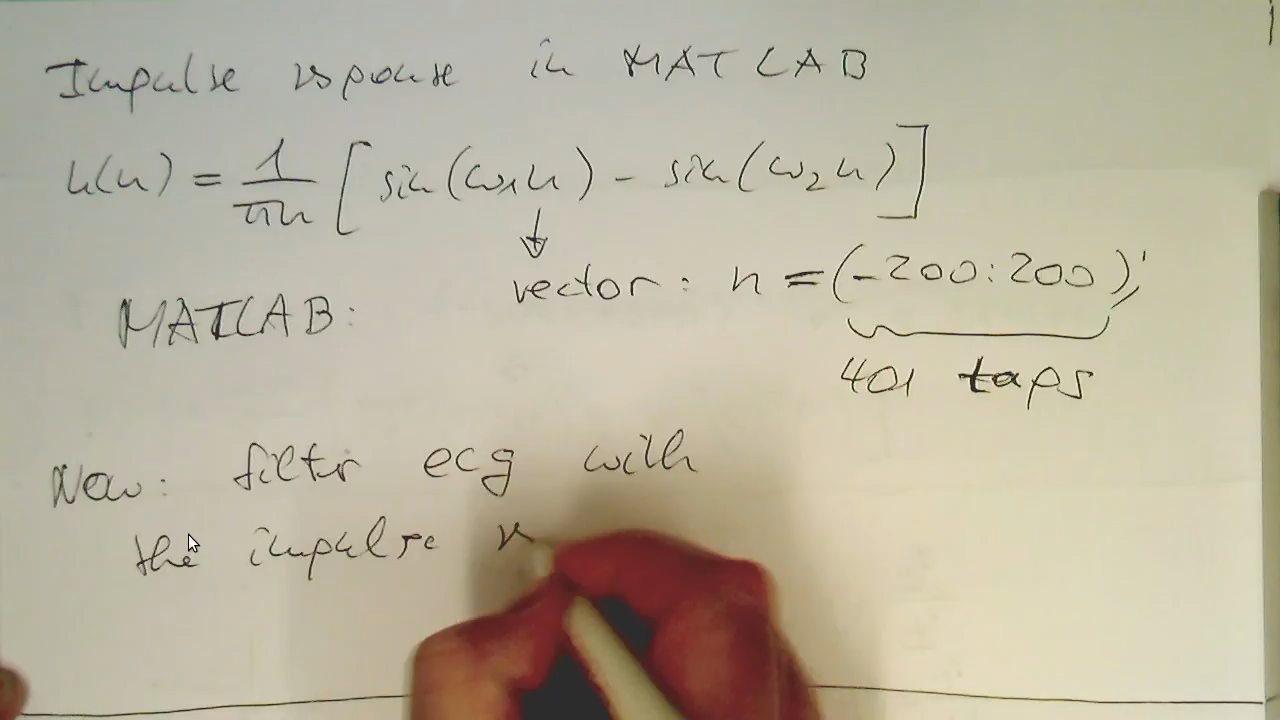 Impulse response in MATLAB
h(n) = 1/πn [ sin(ω1n) - sin(ω2n) ]
↓
vector: n = (-200:200)';
MATLAB:
401 taps
Now: filter ecg with
the impulse r